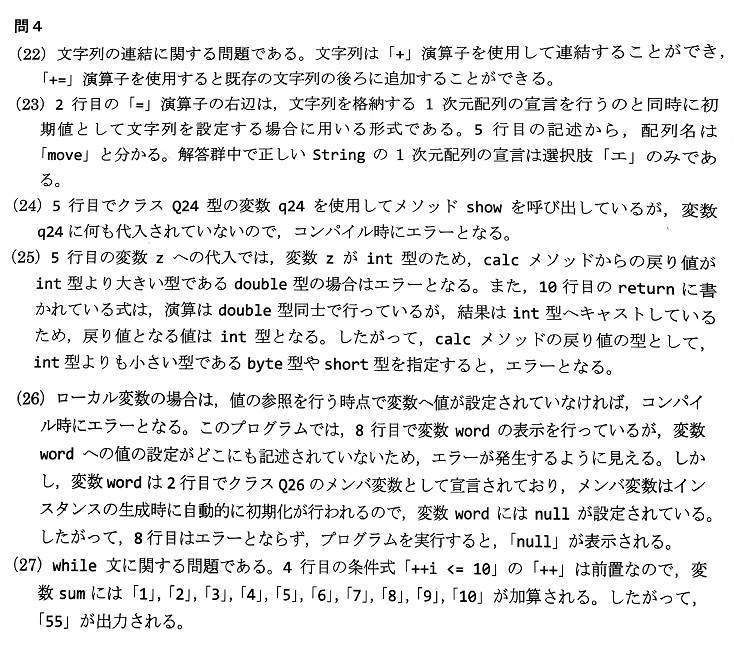 問4
(22) 文字列の連結に関する問題である。文字列は「+」演算子を使用して連結することができ,
「+=」演算子を使用すると既存の文字列の後ろに追加することができる。
(23) 2 行目の「=」演算子の右辺は, 文字列を格納する 1 次元配列の宣言を行うのと同時に初
期値として文字列を設定する場合に用いる形式である。5 行目の記述から, 配列名は
「move」と分かる。解答群中で正しい String の 1 次元配列の宣言は選択肢「エ」のみであ
る。
(24) 5 行目でクラス Q24 型の変数 q24 を使用してメソッド show を呼び出しているが, 変数
q24 に何も代入されていないので, コンパイル時にエラーとなる。
(25) 5 行目の変数 z への代入では, 変数 z が int 型のため, calc メソッドからの戻り値が
int 型より大きい型である double 型の場合はエラーとなる。また, 10 行目の return に書
かれている式は, 演算は double 型同士で行っているが, 結果は int 型へキャストしている
ため, 戻り値となる値は int 型となる。したがって, calc メソッドの戻り値の型として,
int 型よりも小さい型である byte 型や short 型を指定すると, エラーとなる。
(26) ローカル変数の場合は, 値の参照を行う時点で変数へ値が設定されていなければ, コンパイ
ル時にエラーとなる。このプログラムでは, 8 行目で変数 word の表示を行っているが, 変数
word への値の設定がどこにも記述されていないため, エラーが発生するように見える。しか
し, 変数 word は 2 行目でクラス Q26 のメンバ変数として宣言されており, メンバ変数はイン
スタンスの生成時に自動的に初期化が行われるので, 変数 word には null が設定されている。
したがって, 8 行目はエラーとならず, プログラムを実行すると, 「null」が表示される。
(27) while 文に関する問題である。4 行目の条件式「++i <= 10」の「++」は前置なので, 変
数 sum には「1」,「2」,「3」,「4」,「5」,「6」,「7」,「8」,「9」,「10」が加算される。したがって,
「55」が出力される。